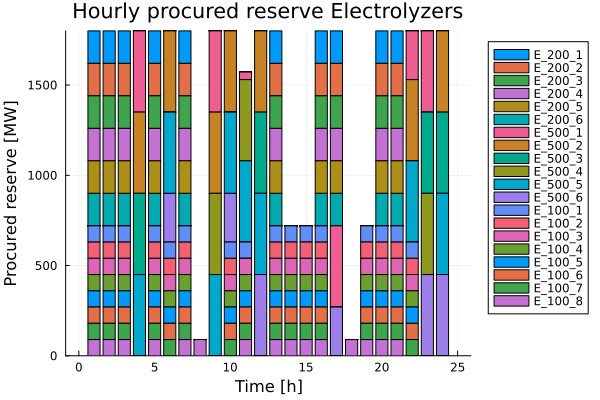 Hourly procured reserve Electrolyzers
Procured reserve [MW]
1500
1000
500
0
0 5 10 15 20 25
Time [h]
E_200_1
E_200_2
E_200_3
E_200_4
E_200_5
E_200_6
E_500_1
E_500_2
E_500_3
E_500_4
E_500_5
E_500_6
E_100_1
E_100_2
E_100_3
E_100_4
E_100_5
E_100_6
E_100_7
E_100_8